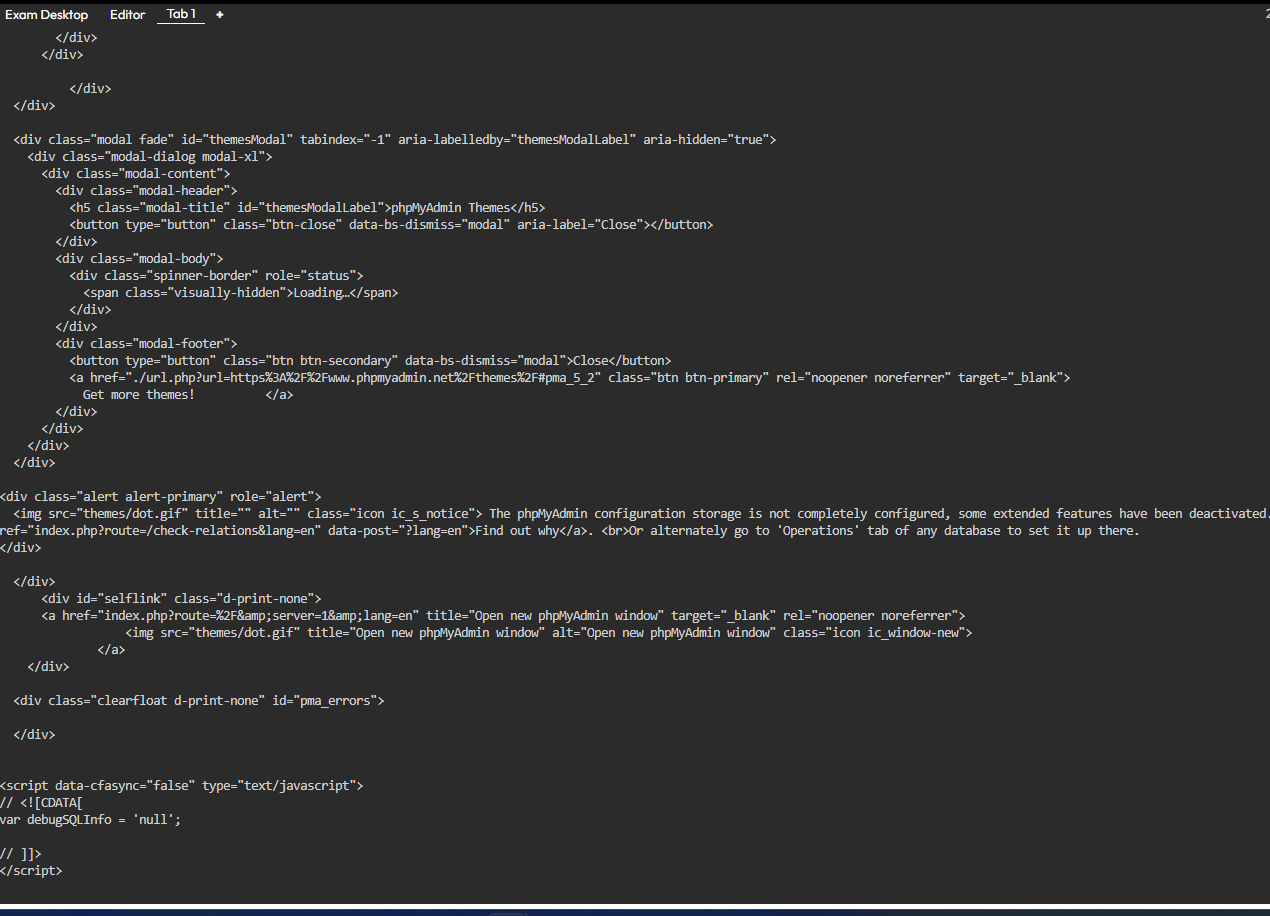 Exam Desktop Editor Tab 1 +
</div>
</div>
</div>
</div>
<div class="modal fade" id="themesModal" tabindex="-1" aria-labelledby="themesModalLabel" aria-hidden="true">
<div class="modal-dialog modal-xl">
<div class="modal-content">
<div class="modal-header">
<h5 class="modal-title" id="themesModalLabel">phpMyAdmin Themes</h5>
<button type="button" class="btn-close" data-bs-dismiss="modal" aria-label="Close"></button>
</div>
<div class="modal-body">
<div class="spinner-border" role="status">
<span class="visually-hidden">Loading…</span>
</div>
</div>
<div class="modal-footer">
<button type="button" class="btn btn-secondary" data-bs-dismiss="modal">Close</button>
<a href="./url.php?url=https%3A%2F%2Fwww.phpmyadmin.net%2Fthemes%2F#pma_5_2" class="btn btn-primary" rel="noopener noreferrer" target="_blank">
Get more themes! </a>
</div>
</div>
</div>
</div>
<div class="alert alert-primary" role="alert">
<img src="themes/dot.gif" title="" alt="" class="icon ic_s_notice"> The phpMyAdmin configuration storage is not completely configured, some extended features have been deactivated.
ref="index.php?route=/check-relations&lang=en" data-post="?lang=en">Find out why</a>. <br>Or alternately go to 'Operations' tab of any database to set it up there.
</div>
</div>
<div id="selflink" class="d-print-none">
<a href="index.php?route=%2F&amp;server=1&amp;lang=en" title="Open new phpMyAdmin window" target="_blank" rel="noopener noreferrer">
<img src="themes/dot.gif" title="Open new phpMyAdmin window" alt="Open new phpMyAdmin window" class="icon ic_window-new">
</a>
</div>
<div class="clearfloat d-print-none" id="pma_errors">
</div>
<script data-cfasync="false" type="text/javascript">
// <![CDATA[
var debugSQLInfo = 'null';
// ]]>
</script>